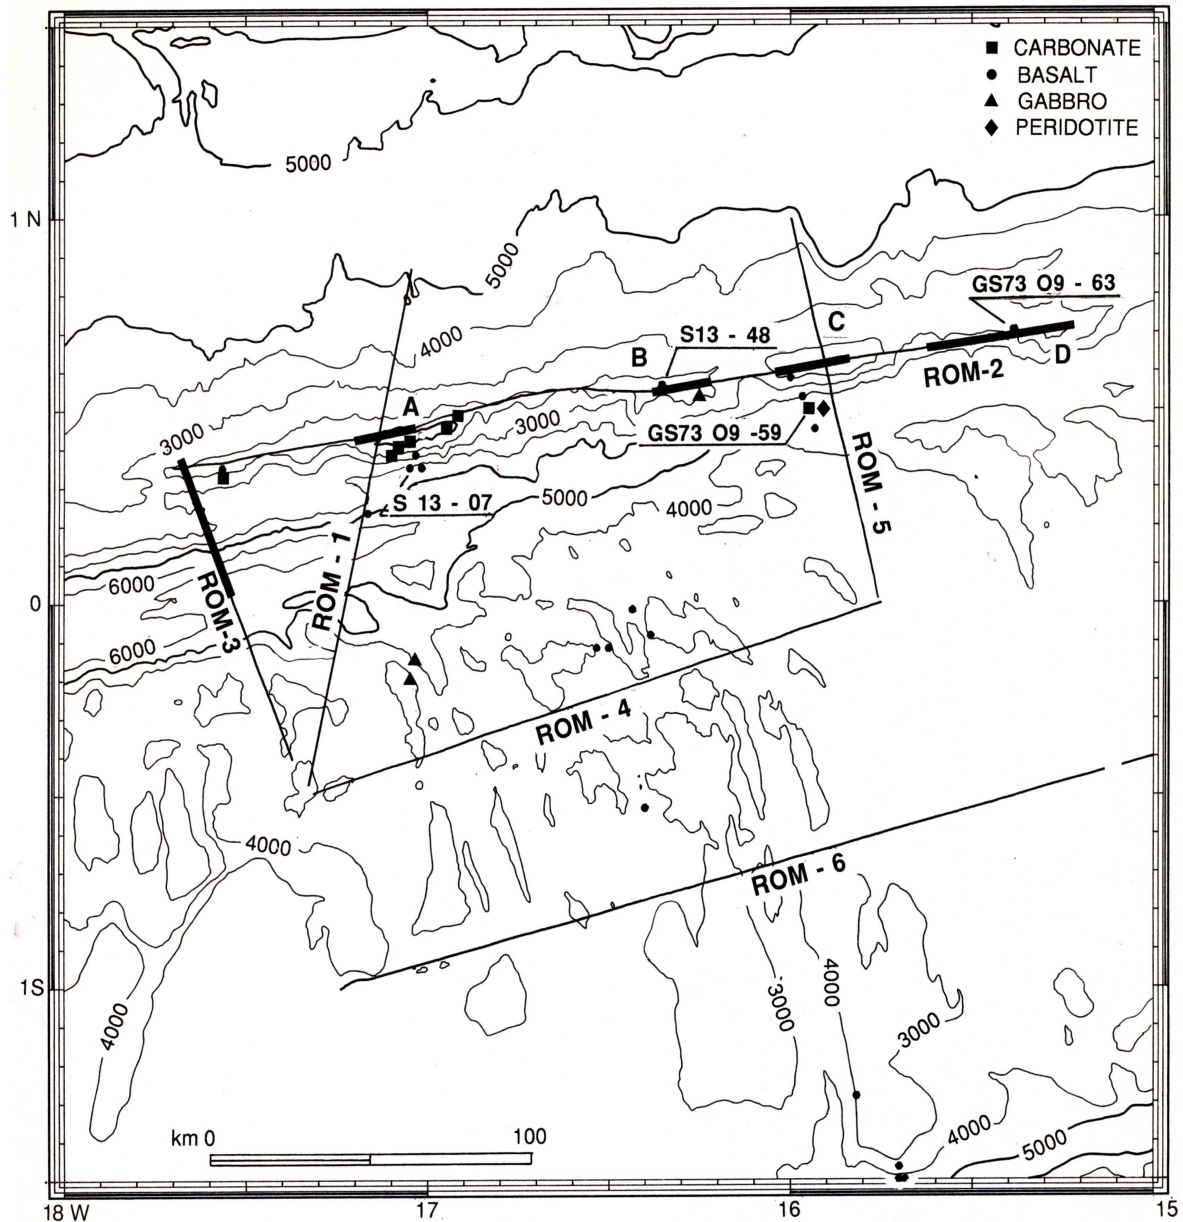 CARBONATE
BASALT
GABBRO
PERIDOTITE
5000
1 N
5000
GS73 O9 - 63
4000
S13 - 48
C
B
D
ROM-2
A
3000
3000
GS73 O9 -59
ROM - 5
5000
S 13 - 07
4000
6000
ROM-3
ROM - 1
0
6000
ROM - 4
4000
ROM - 6
1S
4000
3000
4000
3000
4000
5000
km 0
100
18 W
17
16
15